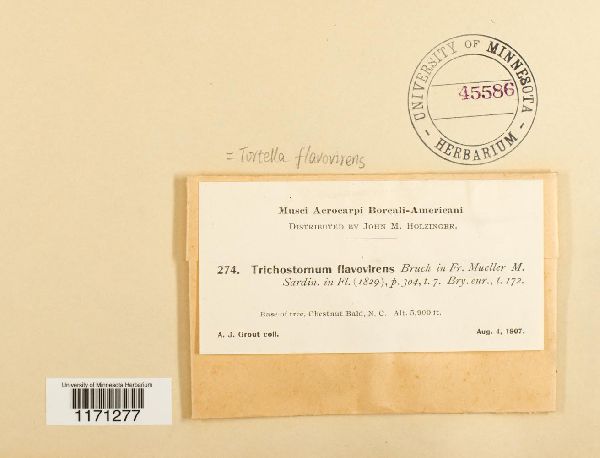 UNIVERSITY OF MINNESOTA
45586
- HERBARIUM -
= Tortella flavovirens
Musci Acrocarpi Boreali-Americani
DISTRIBUTED BY JOHN M. HOLZINGER.
274. Trichostomum flavovirens Bruch in Fr. Mueller M.
Sardin. in Fl. (1829), p. 304, t. 7. Bry. eur., t. 172.
Base of tree, Chestnut Bald, N. C. Alt. 5,900 ft.
A. J. Grout coll. Aug. 4, 1907.
University of Minnesota Herbarium
1171277